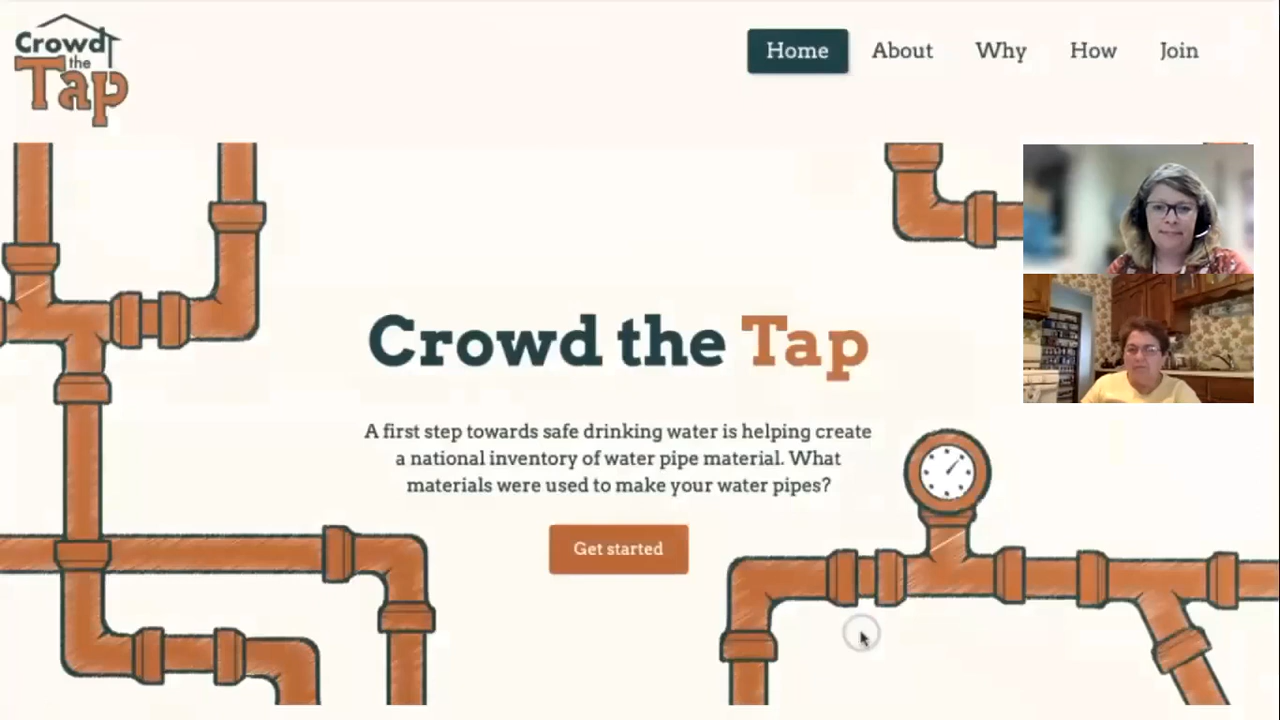 Crowd
the
Tap
Home About Why How Join
Crowd the Tap
A first step towards safe drinking water is helping create
a national inventory of water pipe material. What
materials were used to make your water pipes?
Get started